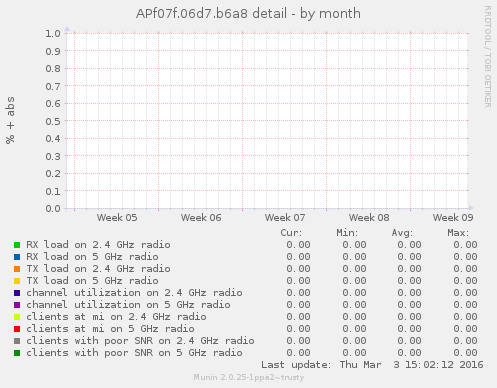 APf07f.06d7.b6a8 detail - by month
RRDTOOL / TOBI OETIKER
% + abs
1.0
0.9
0.8
0.7
0.6
0.5
0.4
0.3
0.2
0.1
0.0
Week 05 Week 06 Week 07 Week 08 Week 09
Cur: Min: Avg: Max:
RX load on 2.4 GHz radio 0.00 0.00 0.00 0.00
RX load on 5 GHz radio 0.00 0.00 0.00 0.00
TX load on 2.4 GHz radio 0.00 0.00 0.00 0.00
TX load on 5 GHz radio 0.00 0.00 0.00 0.00
channel utilization on 2.4 GHz radio 0.00 0.00 0.00 0.00
channel utilization on 5 GHz radio 0.00 0.00 0.00 0.00
clients at mi on 2.4 GHz radio 0.00 0.00 0.00 0.00
clients at mi on 5 GHz radio 0.00 0.00 0.00 0.00
clients with poor SNR on 2.4 GHz radio 0.00 0.00 0.00 0.00
clients with poor SNR on 5 GHz radio 0.00 0.00 0.00 0.00
Last update: Thu Mar 3 15:02:12 2016
Munin 2.0.25-1ppa2~trusty